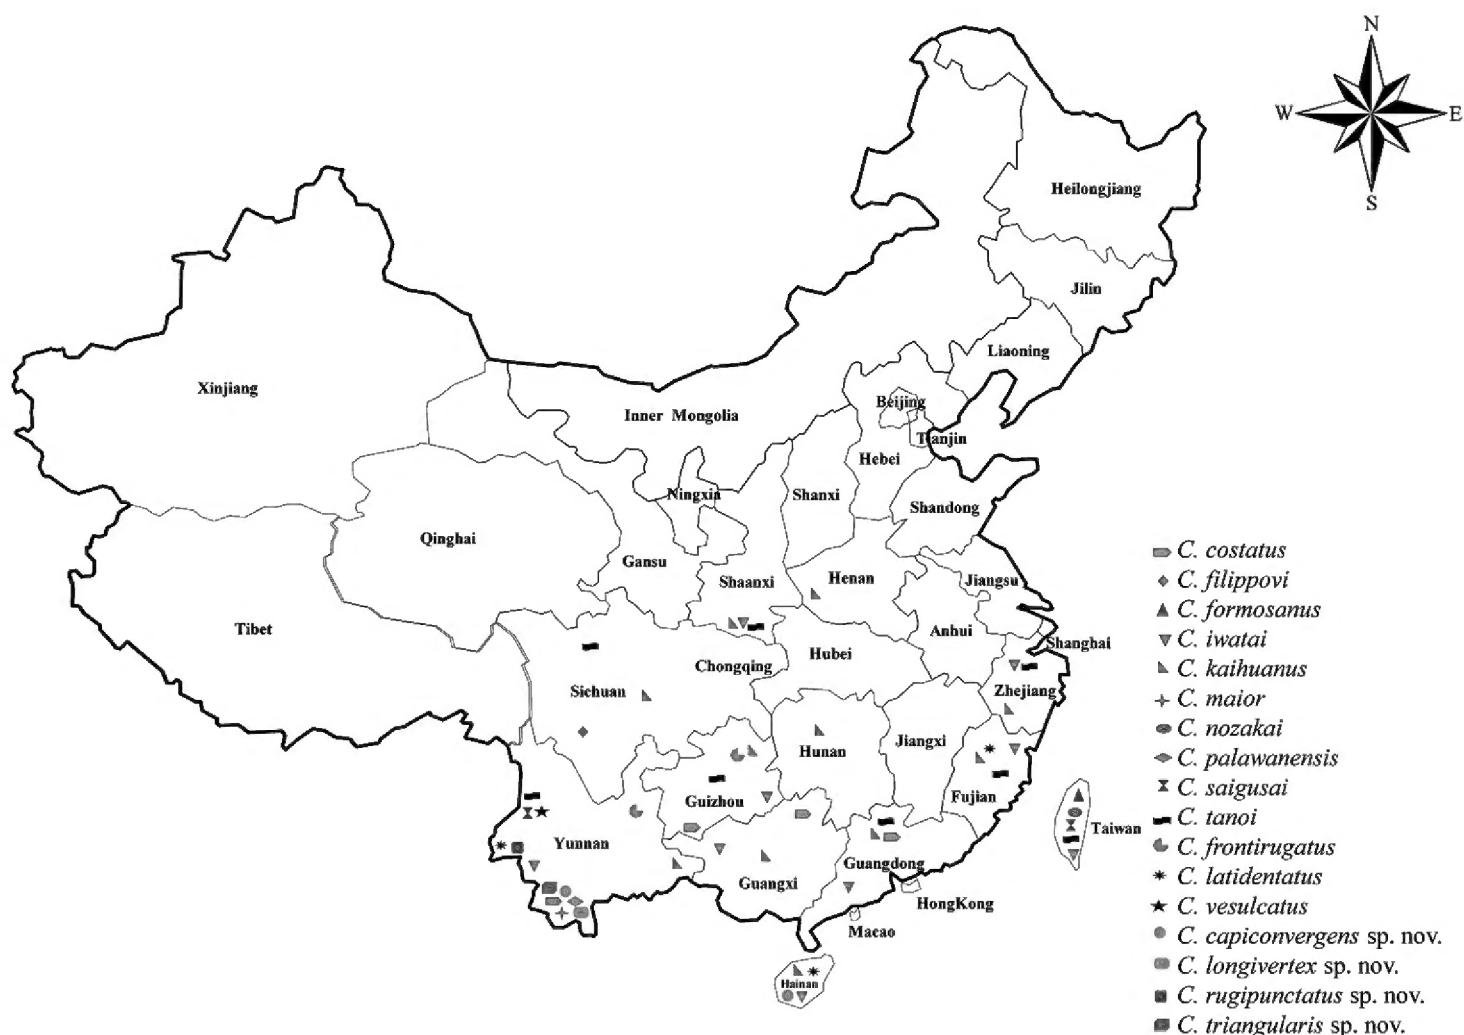 N
W E
S
Heilongjiang
Jilin
Liaoning
Xinjiang
Inner Mongolia
Beijing
Tianjin
Hebei
Ningxia
Shanxi
Shandong
Qinghai
Gansu
Shaanxi
Henan
Jiangsu
Tibet
Anhui
Shanghai
Chongqing
Hubei
Sichuan
Zhejiang
Hunan
Jiangxi
Guizhou
Fujian
Taiwan
Yunnan
Guangdong
Guangxi
HongKong
Macao
Hainan
C. costatus
C. filippovi
C. formosanus
C. iwatai
C. kaihuanus
C. maior
C. nozakai
C. palawanensis
C. saigusai
C. tanoi
C. frontirugatus
C. latidentatus
C. vesulcatus
C. capiconvergens sp. nov.
C. longivertex sp. nov.
C. rugipunctatus sp. nov.
C. triangularis sp. nov.